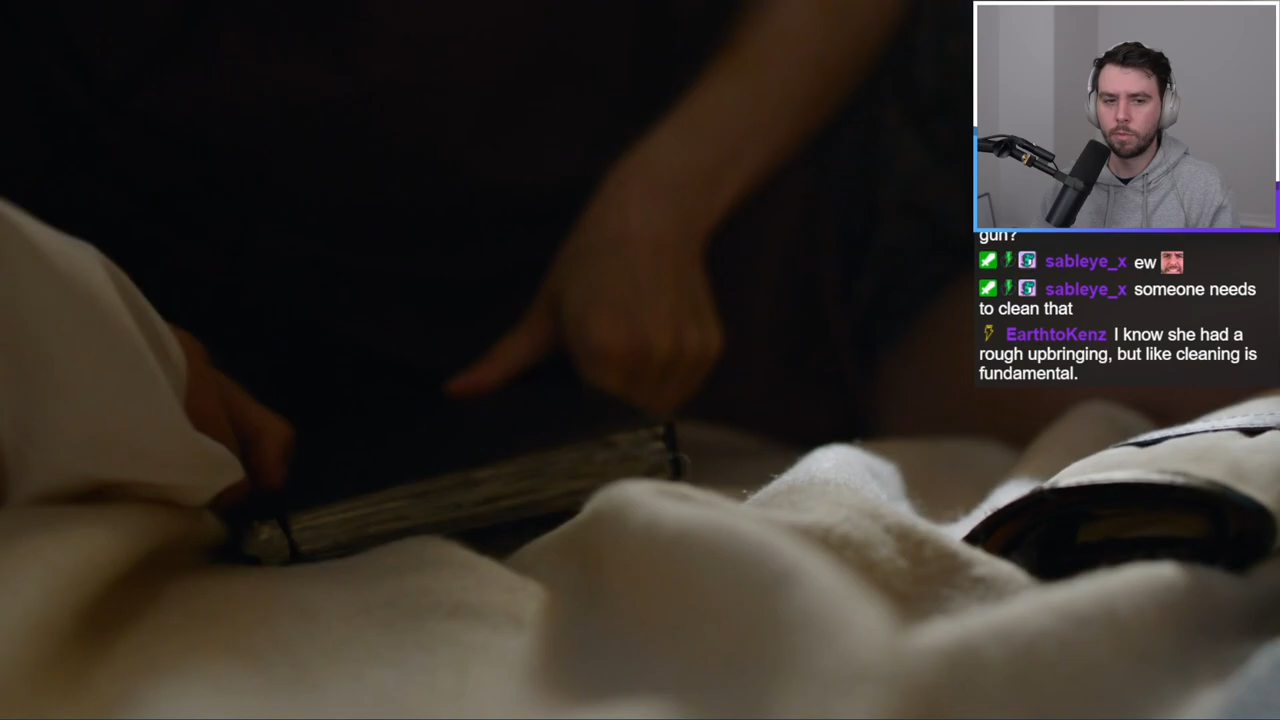 gun?
sableye_x ew
sableye_x someone needs
to clean that
EarthtoKenz I know she had a
rough upbringing, but like cleaning is
fundamental.